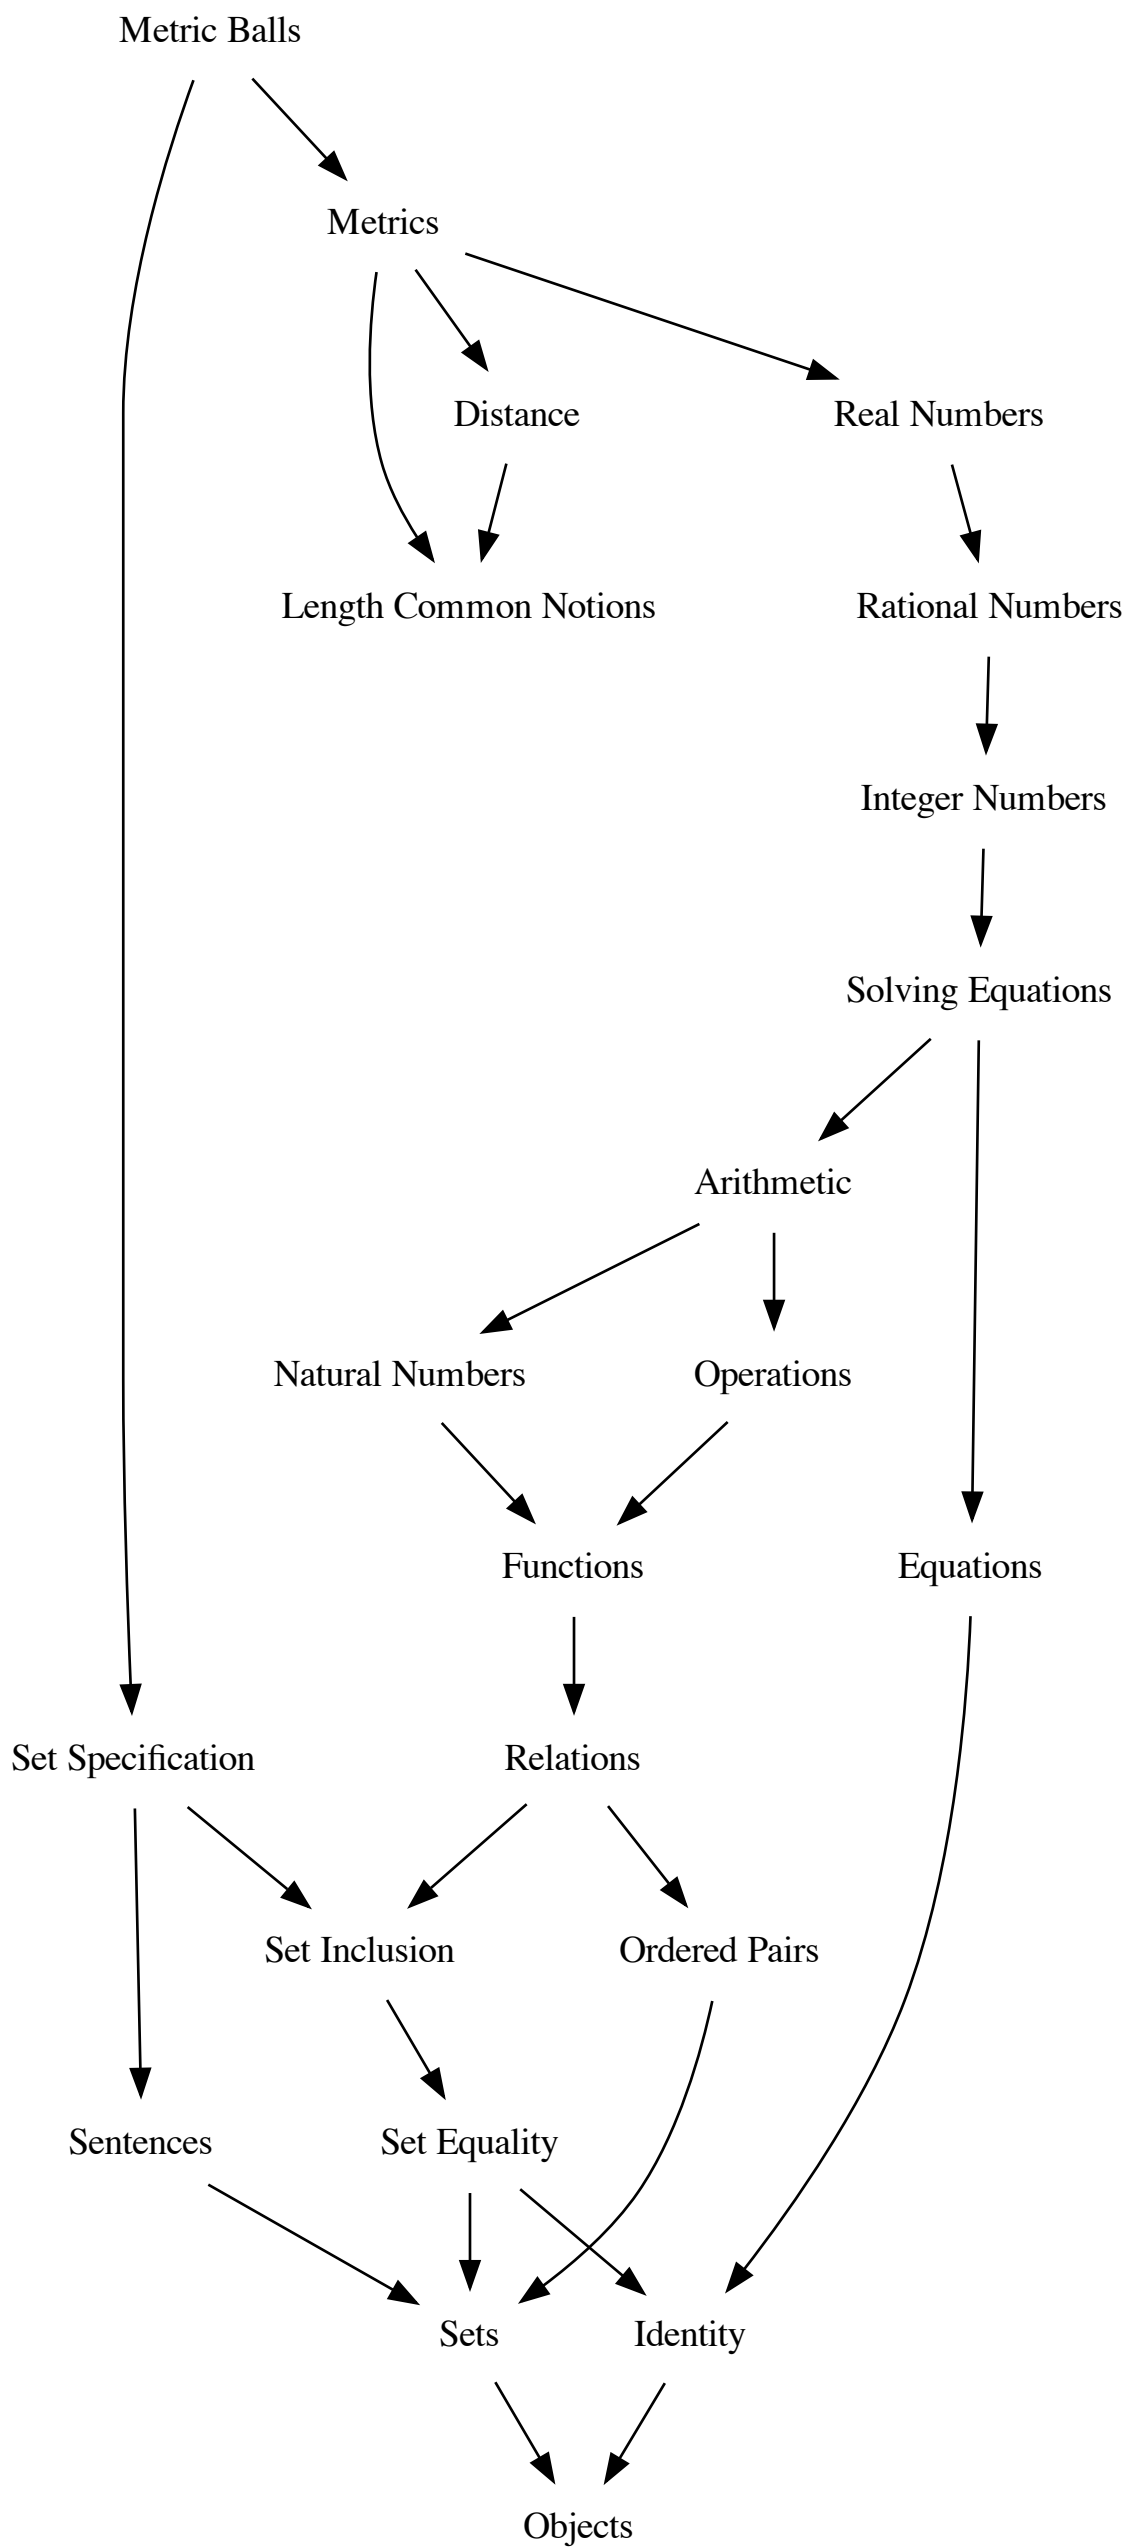 Metric Balls
Metrics
Distance
Real Numbers
Length Common Notions
Rational Numbers
Integer Numbers
Solving Equations
Arithmetic
Natural Numbers
Operations
Functions
Equations
Set Specification
Relations
Set Inclusion
Ordered Pairs
Sentences
Set Equality
Sets
Identity
Objects